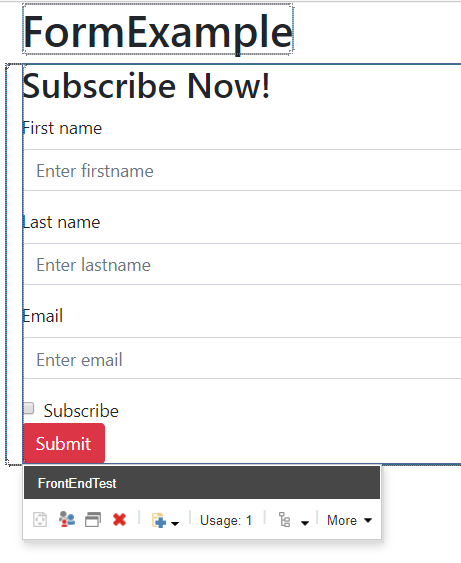 FormExample
Subscribe Now!
First name
Enter firstname
Last name
Enter lastname
Email
Enter email
Subscribe
Submit
FrontEndTest
Usage: 1 More